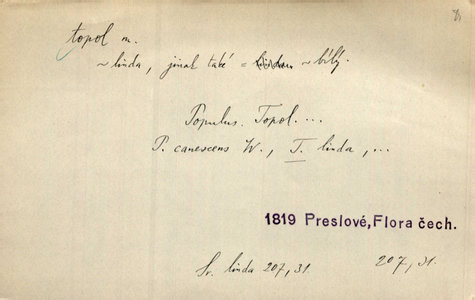 topol m.
~ linda, jinak také = ~ bílý.
Populus. Topol. ...
P. canescens W., T. linda, ...
1819 Preslové, Flora čech.
207, 31.
Sr. linda 207, 31.